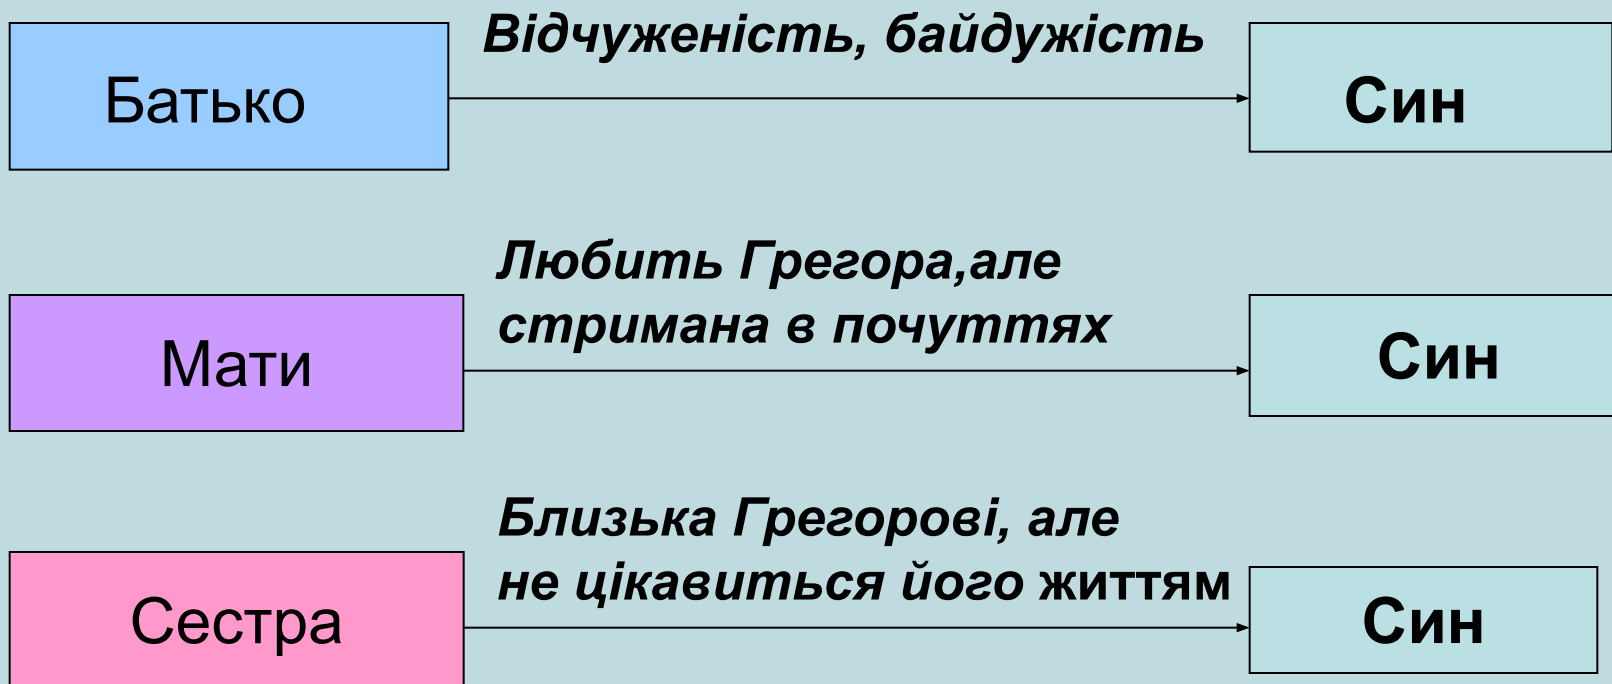 Відчуженість, байдужість
Батько
Син
Любить Грегора,але
стримана в почуттях
Мати
Син
Близька Грегорові, але
не цікавиться його життям
Сестра
Син